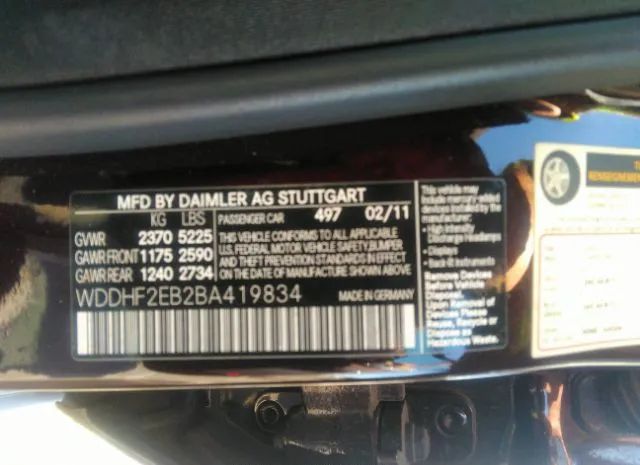 MFD BY DAIMLER AG STUTTGART
KG LBS
PASSENGER CAR 497 02/11
GVWR 2370 5225
GAWR FRONT 1175 2590
GAWR REAR 1240 2734
THIS VEHICLE CONFORMS TO ALL APPLICABLE
U.S. FEDERAL MOTOR VEHICLE SAFETY,BUMPER
AND THEFT PREVENTION STANDARDS IN EFFECT
ON THE DATE OF MANUFACTURE SHOWN ABOVE
WDDHF2EB2BA419834
MADE IN GERMANY
This vehicle may include
mercury-added devices
installed by the
manufacturer:
- High Intensity
Discharge Headlamps
- Displays
- Back-lit instruments
Remove Devices
Before Vehicle
Disposal
Upon Removal of
Devices Please
Reuse, Recycle or
Dispose as
Hazardous Waste.
RENSEIGNEMENTS